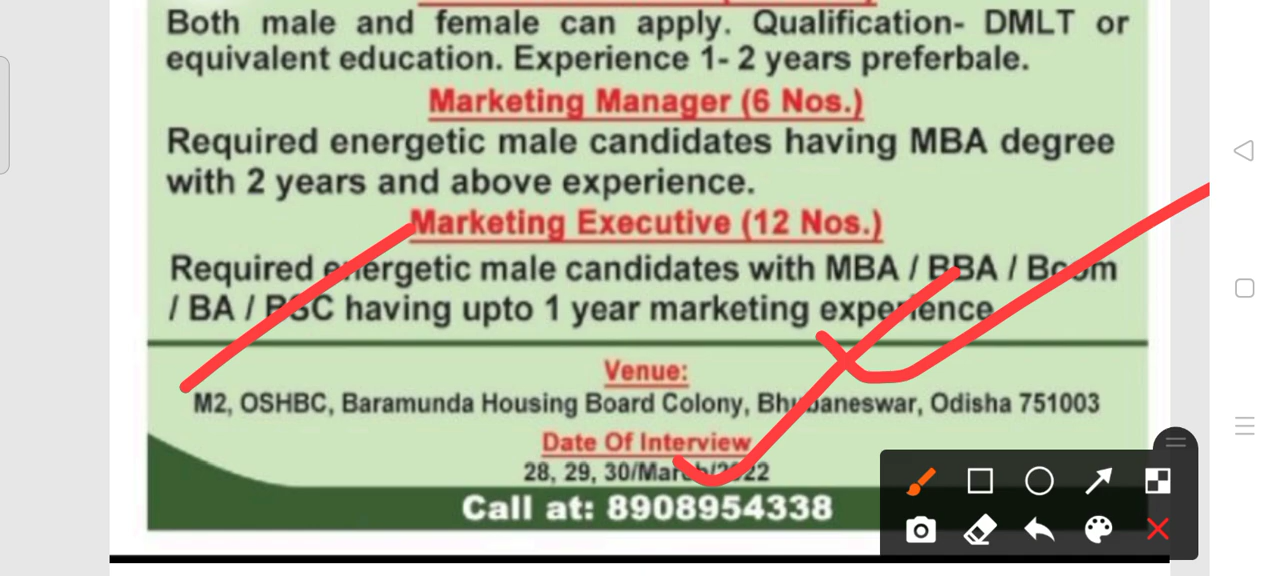 Both male and female can apply. Qualification- DMLT or
equivalent education. Experience 1- 2 years preferbale.
Marketing Manager (6 Nos.)
Required energetic male candidates having MBA degree
with 2 years and above experience.
Marketing Executive (12 Nos.)
Required energetic male candidates with MBA / BBA / Bcom
/ BA / BSC having upto 1 year marketing experience
Venue:
M2, OSHBC, Baramunda Housing Board Colony, Bhubaneswar, Odisha 751003
Date Of Interview
28, 29, 30/March/2022
Call at: 8908954338